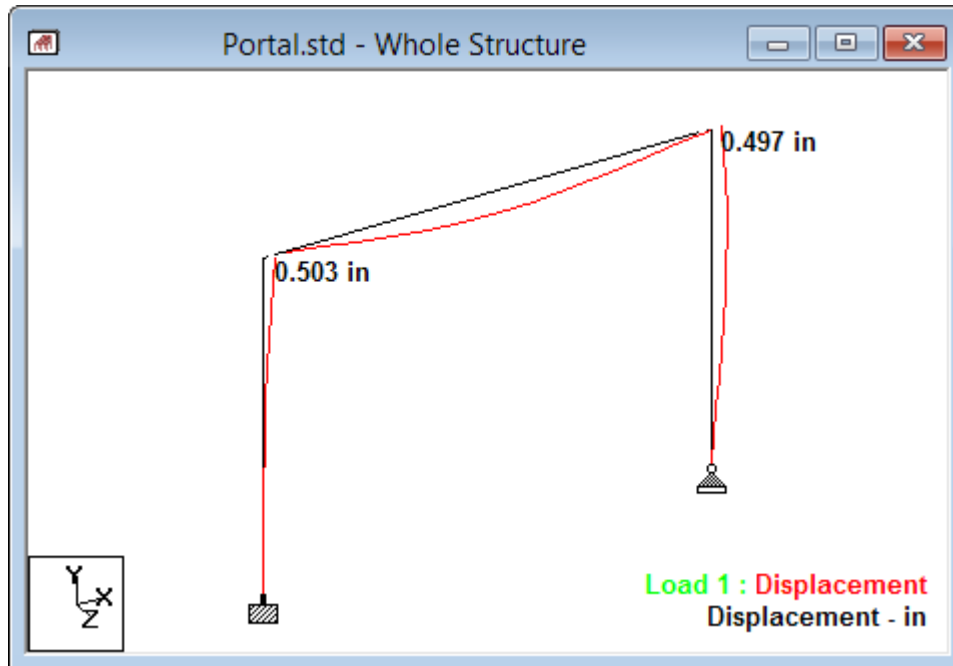 Portal.std - Whole Structure
0.497 in
0.503 in
Y
X
Z
Load 1 : Displacement
Displacement - in